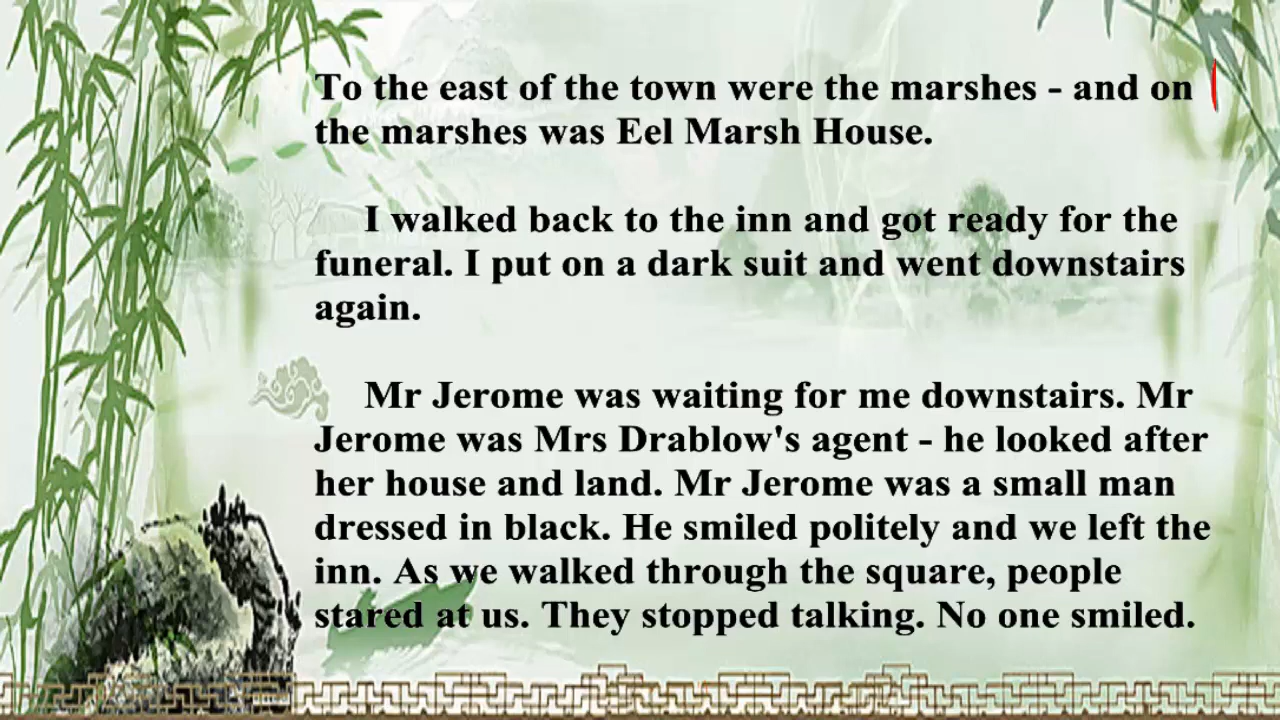 To the east of the town were the marshes - and on
the marshes was Eel Marsh House.
I walked back to the inn and got ready for the
funeral. I put on a dark suit and went downstairs
again.
Mr Jerome was waiting for me downstairs. Mr
Jerome was Mrs Drablow's agent - he looked after
her house and land. Mr Jerome was a small man
dressed in black. He smiled politely and we left the
inn. As we walked through the square, people
stared at us. They stopped talking. No one smiled.